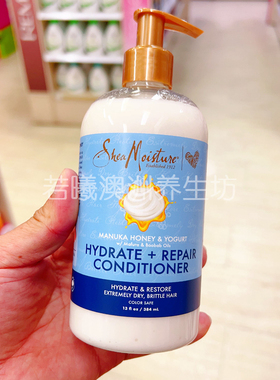 SheaMoisture
Established 1912
若曦澳洲养生坊
MANUKA HONEY & YOGURT
w/ Mafura & Baobab Oils
HYDRATE + REPAIR
CONDITIONER
HYDRATE & RESTORE
EXTREMELY DRY, BRITTLE HAIR
COLOR SAFE
13 fl oz / 384 mL